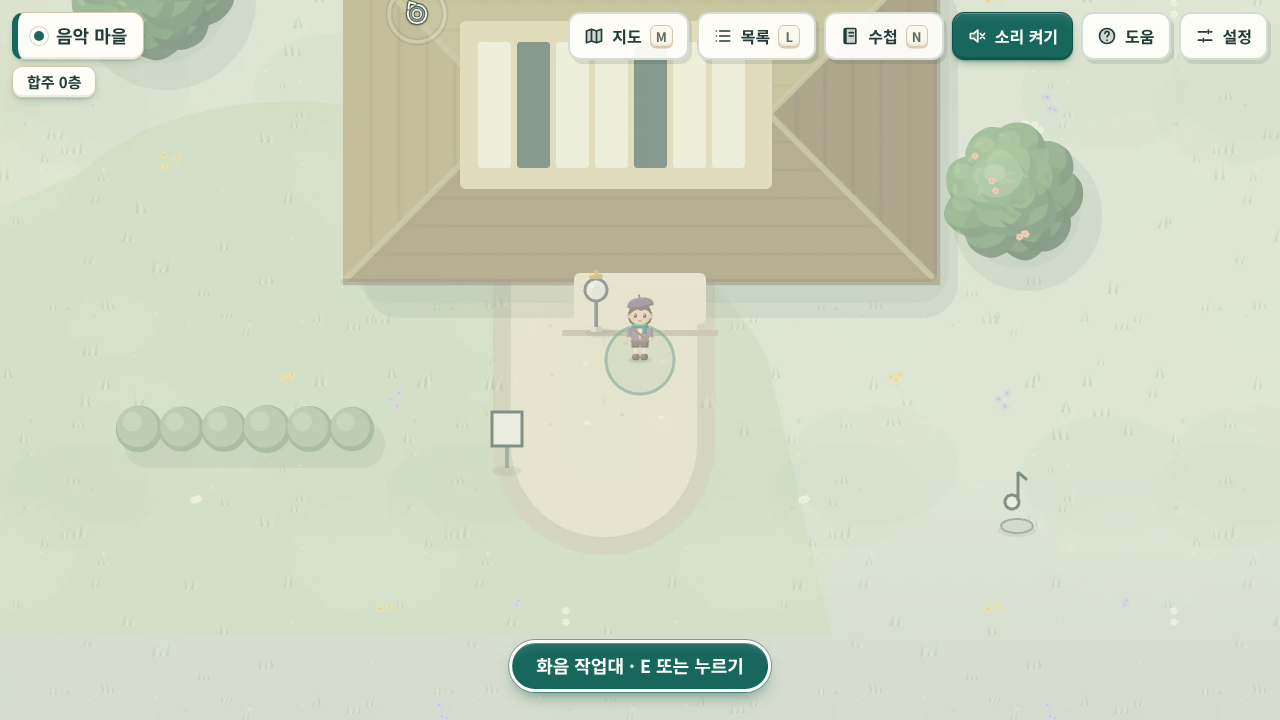 음악 마을
지도 M
목록 L
수첩 N
소리 켜기
도움
설정
합주 0층
화음 작업대 · E 또는 누르기